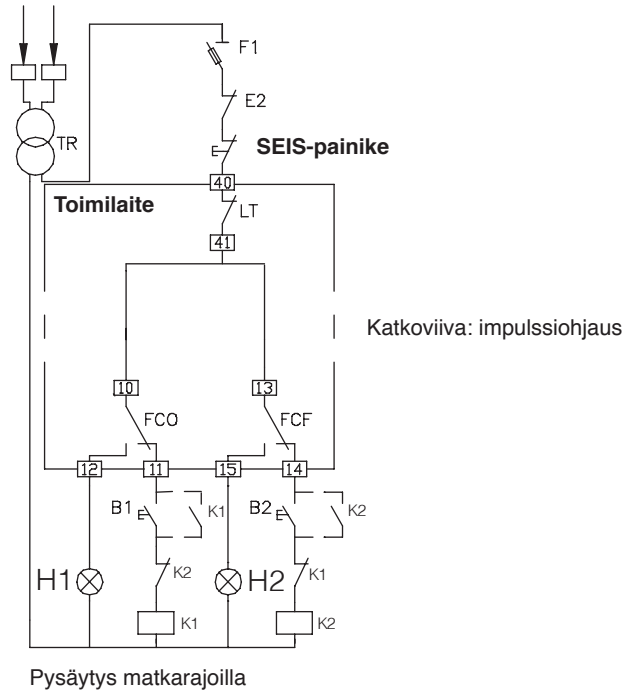 F1
E2
TR
SEIS-painike
40
Toimilaite
LT
41
Katkoviiva: impulssiohjaus
10
13
FCO
FCF
12
11
15
14
B1
K1
B2
K2
H1
K2
H2
K1
K1
K2
Pysäytys matkarajoilla